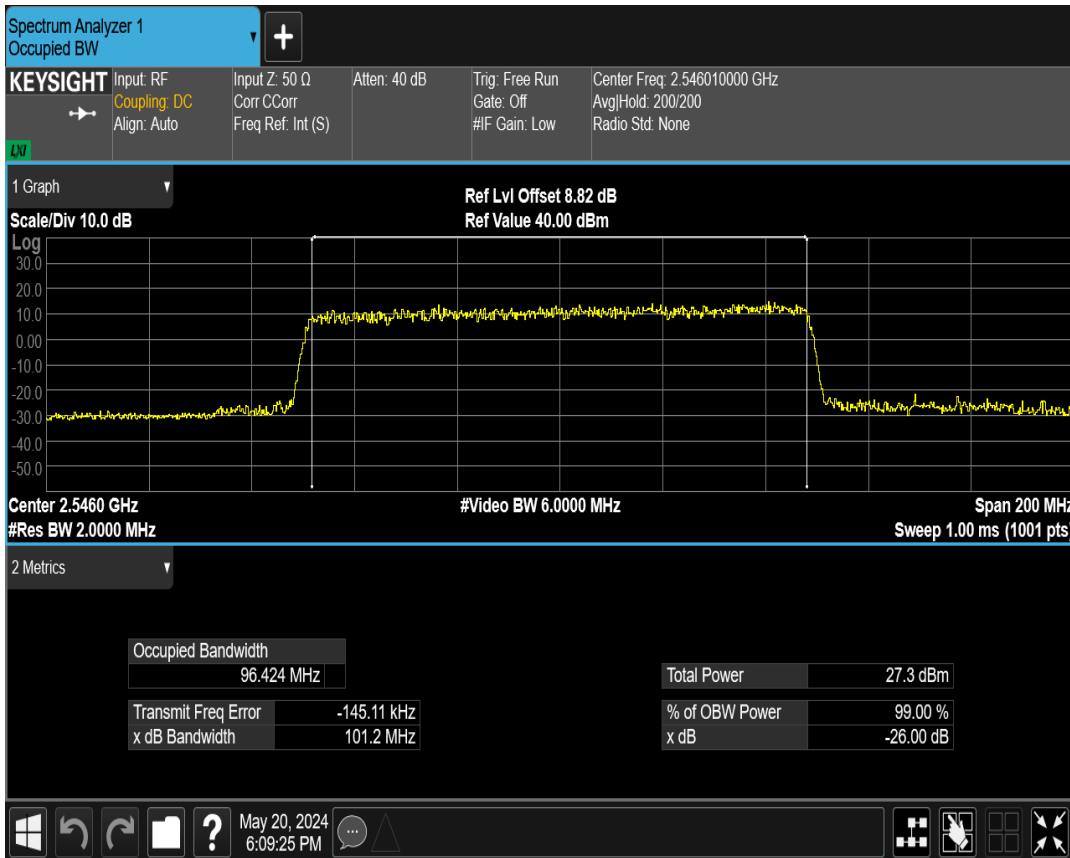 Spectrum Analyzer 1
Occupied BW
+
KEYSIGHT
Input: RF
Coupling: DC
Align: Auto
Input Z: 50 Ω
Corr CCorr
Freq Ref: Int (S)
Atten: 40 dB
Trig: Free Run
Gate: Off
#IF Gain: Low
Center Freq: 2.546010000 GHz
Avg|Hold: 200/200
Radio Std: None
LXI
1 Graph
Scale/Div 10.0 dB
Ref Lvl Offset 8.82 dB
Ref Value 40.00 dBm
Log
30.0
20.0
10.0
0.00
-10.0
-20.0
-30.0
-40.0
-50.0
Center 2.5460 GHz
#Video BW 6.0000 MHz
Span 200 MHz
#Res BW 2.0000 MHz
Sweep 1.00 ms (1001 pts)
2 Metrics
Occupied Bandwidth
96.424 MHz
Total Power 27.3 dBm
Transmit Freq Error -145.11 kHz
% of OBW Power 99.00 %
x dB Bandwidth 101.2 MHz
x dB -26.00 dB
?
May 20, 2024
6:09:25 PM